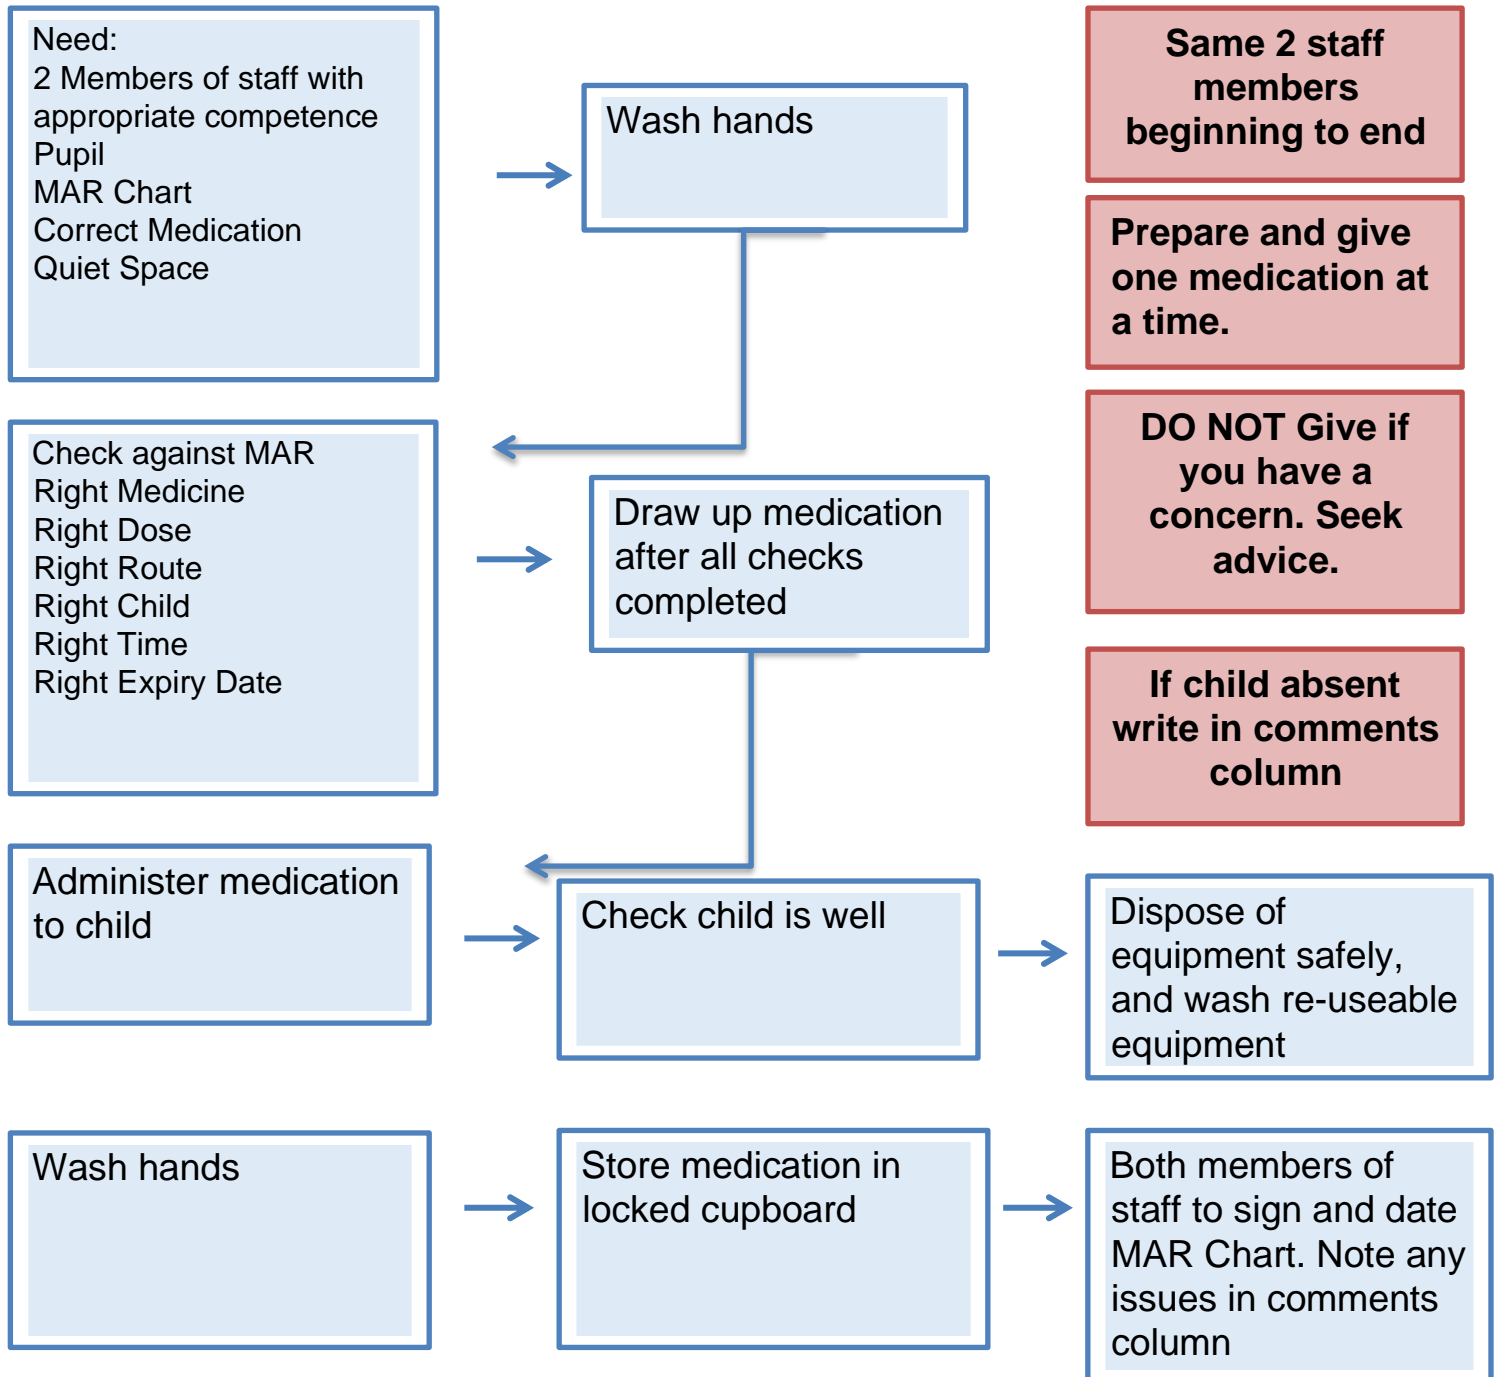 Need:
2 Members of staff with
appropriate competence
Pupil
MAR Chart
Correct Medication
Quiet Space
Wash hands
Same 2 staff
members
beginning to end
Prepare and give
one medication at
a time.
Check against MAR
Right Medicine
Right Dose
Right Route
Right Child
Right Time
Right Expiry Date
Draw up medication
after all checks
completed
DO NOT Give if
you have a
concern. Seek
advice.
If child absent
write in comments
column
Administer medication
to child
Check child is well
Dispose of
equipment safely,
and wash re-useable
equipment
Wash hands
Store medication in
locked cupboard
Both members of
staff to sign and date
MAR Chart. Note any
issues in comments
column